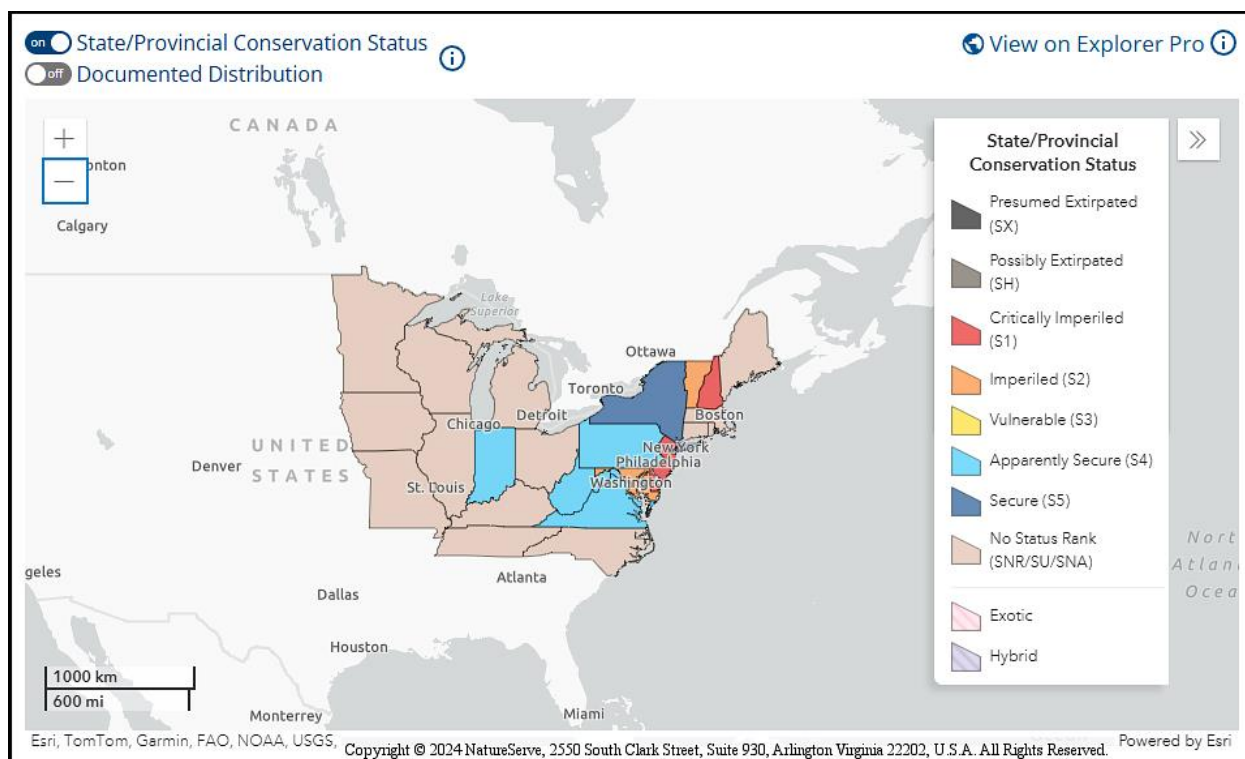 on State/Provincial Conservation Status
off Documented Distribution
View on Explorer Pro
CANADA
onton
Calgary
Lake
Superior
Ottawa
Toronto
Boston
Chicago
Detroit
New York
Philadelphia
UNITED
STATES
Denver
St. Louis
Washington
geles
Atlanta
Dallas
Houston
Monterrey
Miami
Nort
Atlan
Ocea
1000 km
600 mi
State/Provincial
Conservation Status
Presumed Extirpated
(SX)
Possibly Extirpated
(SH)
Critically Imperiled
(S1)
Imperiled (S2)
Vulnerable (S3)
Apparently Secure (S4)
Secure (S5)
No Status Rank
(SNR/SU/SNA)
Exotic
Hybrid
Esri, TomTom, Garmin, FAO, NOAA, USGS,
Copyright © 2024 NatureServe, 2550 South Clark Street, Suite 930, Arlington Virginia 22202, U.S.A. All Rights Reserved.
Powered by Esri